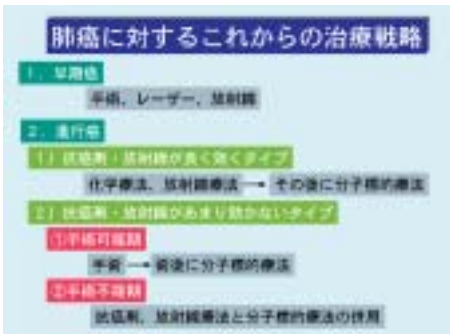 肺癌に対するこれからの治療戦略
1. 早期癌
手術、レーザー、放射線
2. 進行癌
1) 抗癌剤・放射線が良く効くタイプ
化学療法、放射線療法→その後に分子標的療法
2) 抗癌剤・放射線があまり効かないタイプ
①手術可能期
手術→術後に分子標的療法
②手術不能期
抗癌剤、放射線療法と分子標的療法の併用